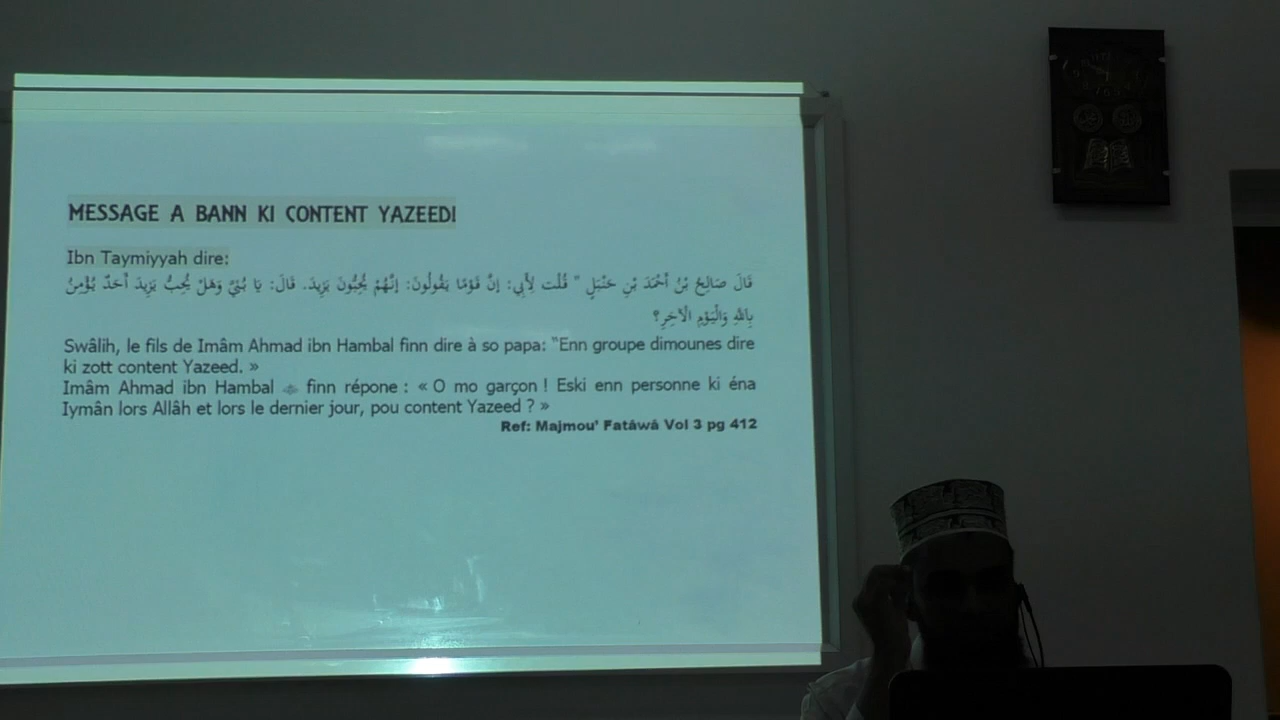 MESSAGE A BANN KI CONTENT YAZEED!
Ibn Taymiyyah dire:
قَالَ صَالِحُ بْنُ أَحْمَدَ بْنِ حَنْبَلٍ " قُلْت لِأَبِي: إنَّ قَوْمًا يَقُولُونَ: إنَّهُمْ يُحِبُّونَ يَزِيدَ. قَالَ: يَا بُنَيَّ وَهَلْ يُحِبُّ يَزِيدَ أَحَدٌ يُؤْمِنُ
بِاَللَّهِ وَالْيَوْمِ الْآخِرِ؟
Swâlih, le fils de Imâm Ahmad ibn Hambal finn dire à so papa: "Enn groupe dimounes dire
ki zott content Yazeed. »
Imâm Ahmad ibn Hambal finn répone : « O mo garçon ! Eski enn personne ki éna
Iymân lors Allâh et lors le dernier jour, pou content Yazeed ? »
Ref: Majmou' Fatâwâ Vol 3 pg 412